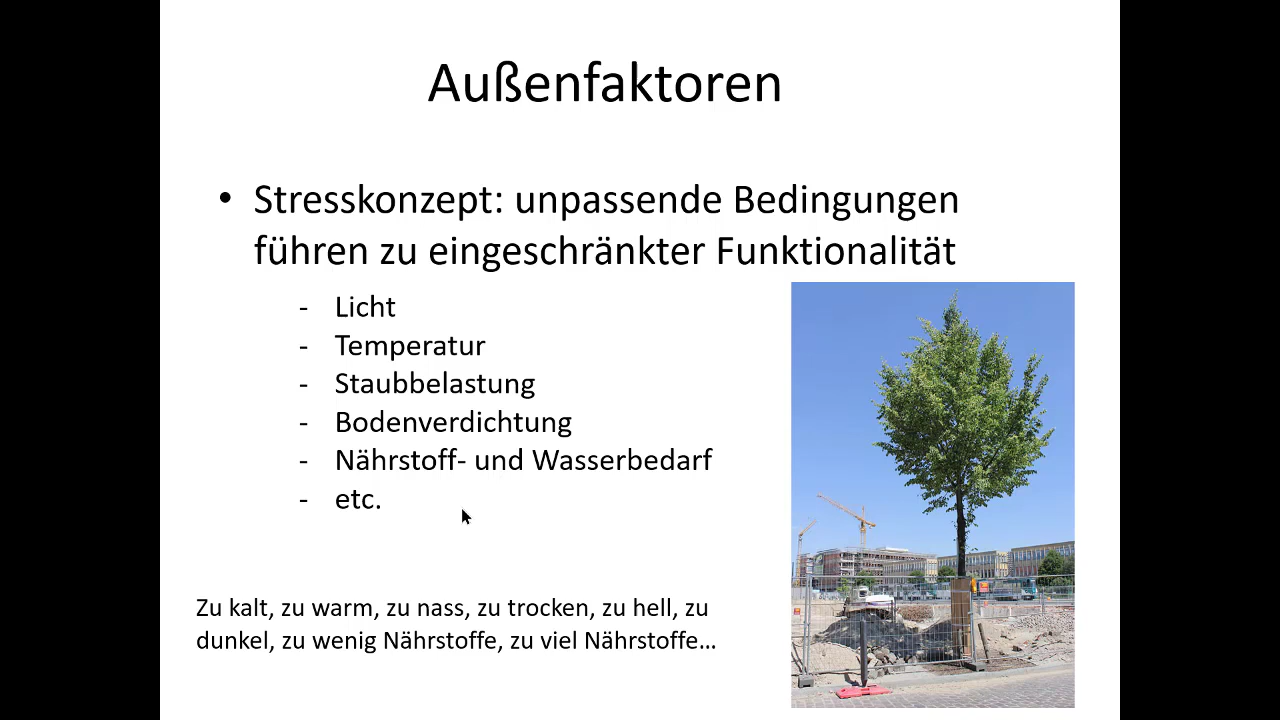 Außenfaktoren
• Stresskonzept: unpassende Bedingungen
führen zu eingeschränkter Funktionalität
- Licht
- Temperatur
- Staubbelastung
- Bodenverdichtung
- Nährstoff- und Wasserbedarf
- etc.
Zu kalt, zu warm, zu nass, zu trocken, zu hell, zu
dunkel, zu wenig Nährstoffe, zu viel Nährstoffe…